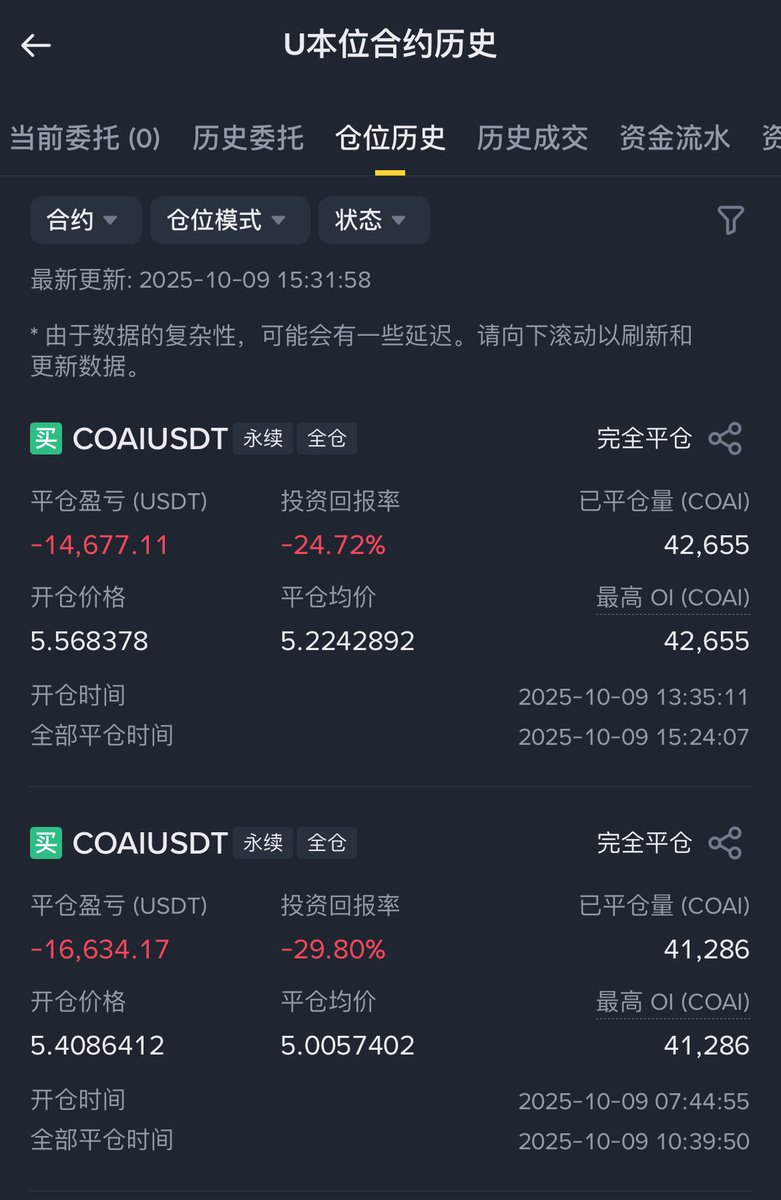 U本位合约历史
当前委托 (0) 历史委托 仓位历史 历史成交 资金流水
合约 仓位模式 状态
最新更新: 2025-10-09 15:31:58
* 由于数据的复杂性，可能会有一些延迟。请向下滚动以刷新和
更新数据。
买 COAIUSDT 永续 全仓 完全平仓
平仓盈亏 (USDT) 投资回报率 已平仓量 (COAI)
-14,677.11 -24.72% 42,655
开仓价格 平仓均价 最高 OI (COAI)
5.568378 5.2242892 42,655
开仓时间 2025-10-09 13:35:11
全部平仓时间 2025-10-09 15:24:07
买 COAIUSDT 永续 全仓 完全平仓
平仓盈亏 (USDT) 投资回报率 已平仓量 (COAI)
-16,634.17 -29.80% 41,286
开仓价格 平仓均价 最高 OI (COAI)
5.4086412 5.0057402 41,286
开仓时间 2025-10-09 07:44:55
全部平仓时间 2025-10-09 10:39:50